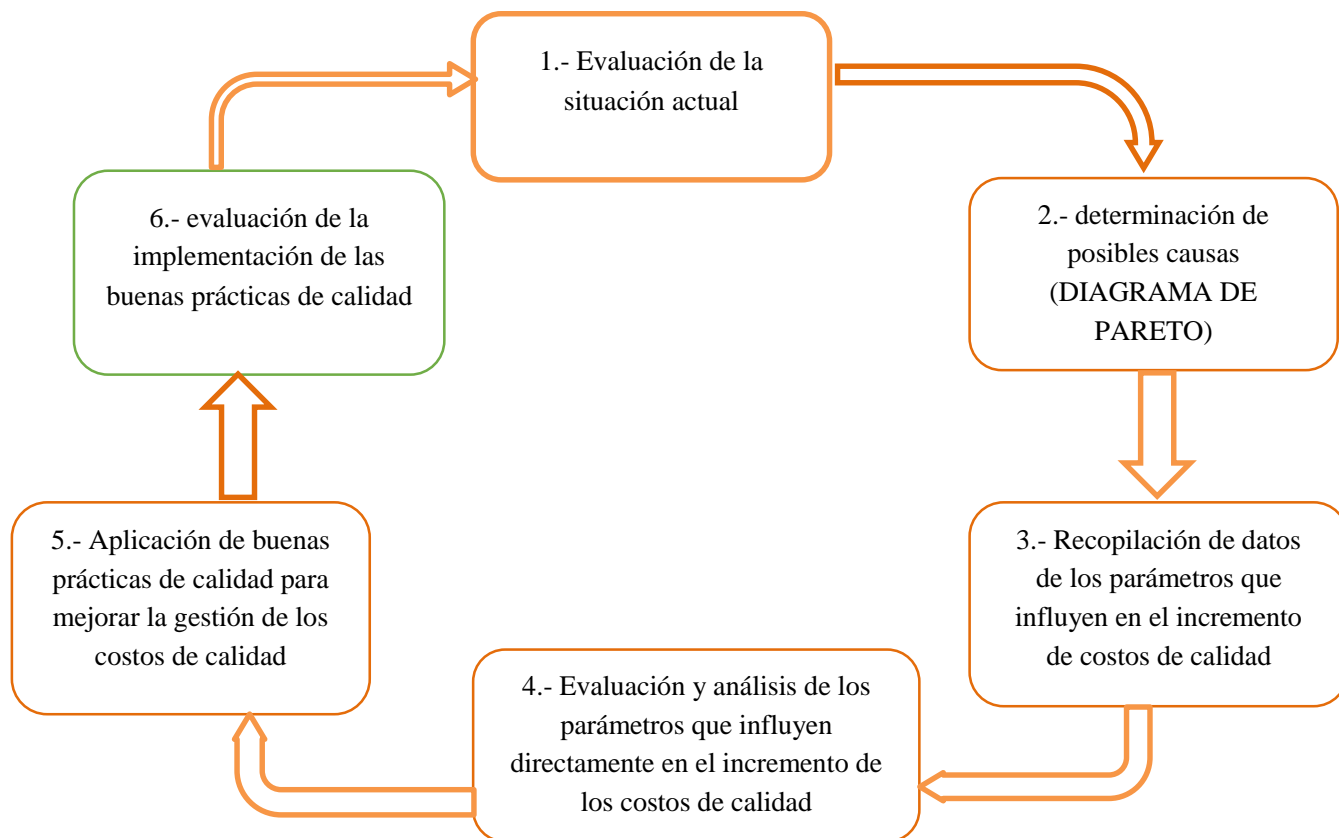 1.- Evaluación de la
situación actual
2.- determinación de
posibles causas
(DIAGRAMA DE
PARETO)
3.- Recopilación de datos
de los parámetros que
influyen en el incremento
de costos de calidad
4.- Evaluación y análisis de los
parámetros que influyen
directamente en el incremento de
los costos de calidad
5.- Aplicación de buenas
prácticas de calidad para
mejorar la gestión de los
costos de calidad
6.- evaluación de la
implementación de las
buenas prácticas de calidad